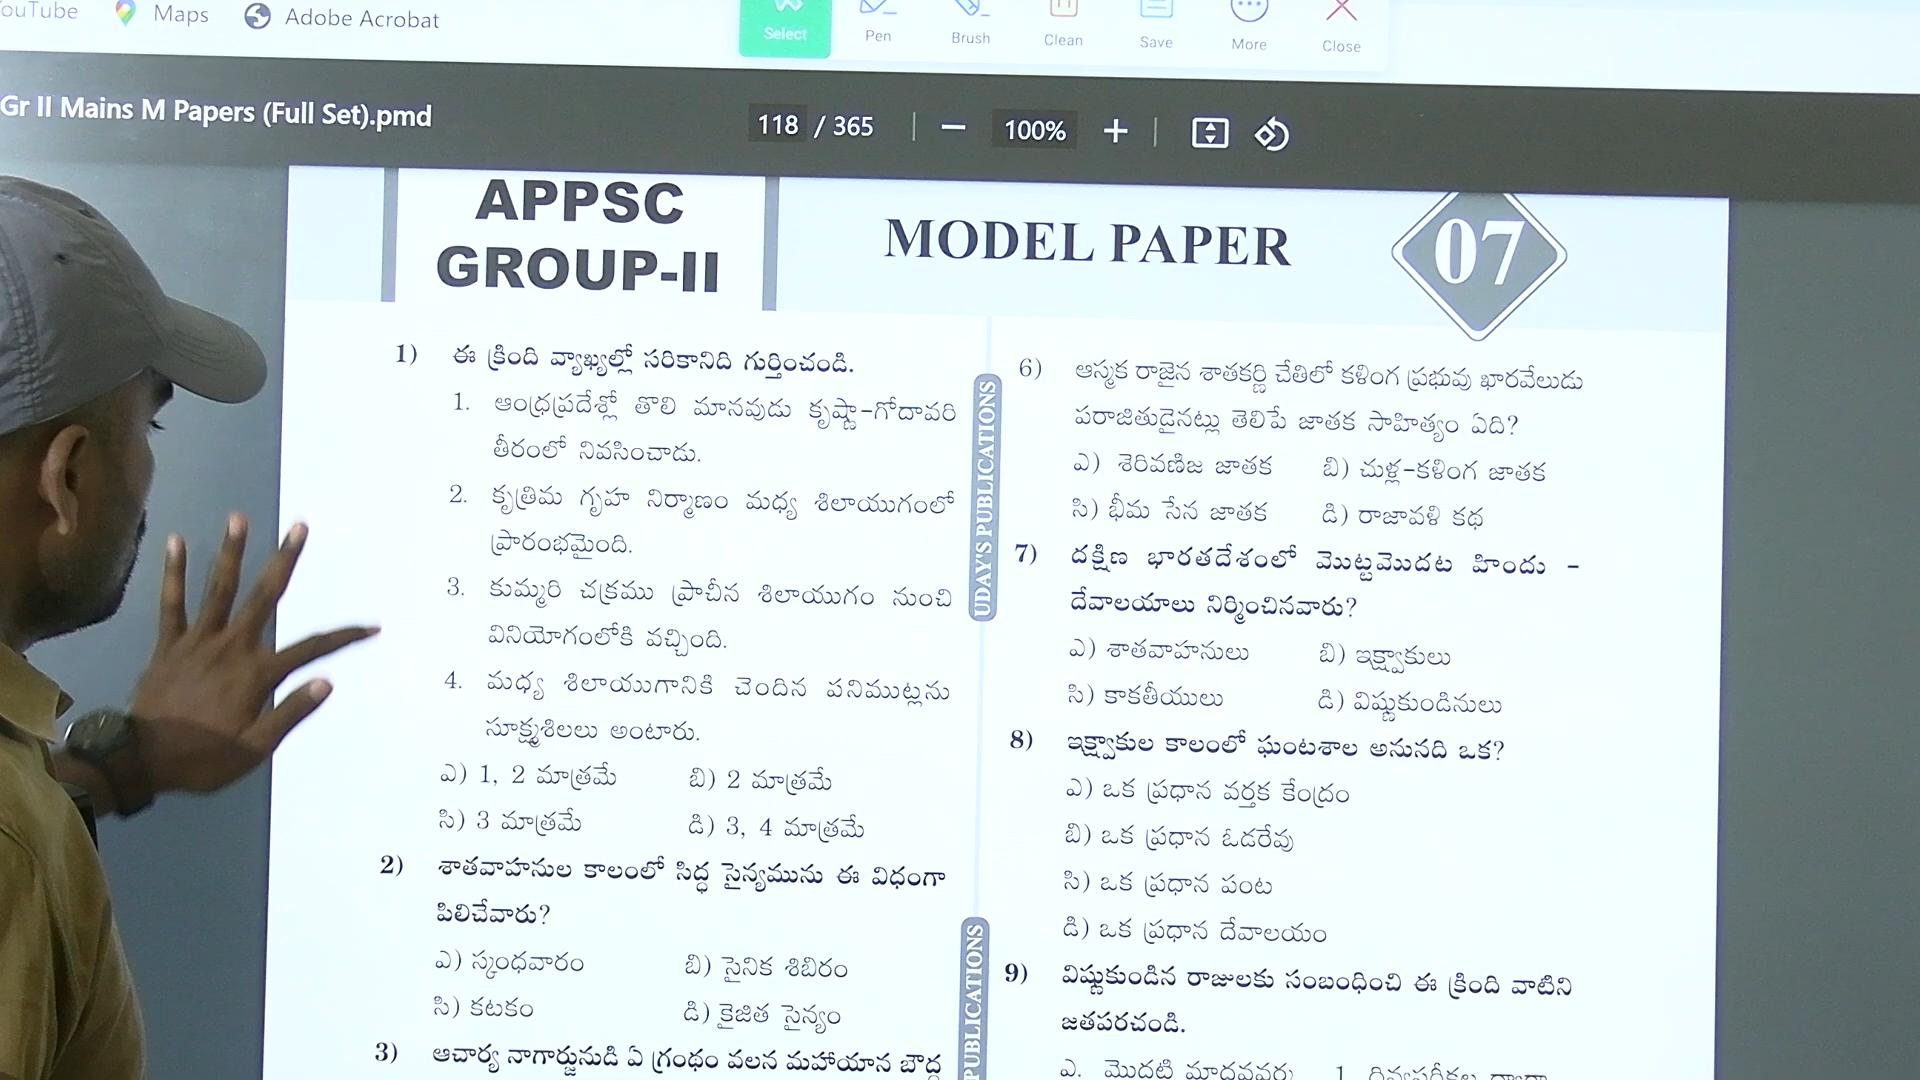 ouTube Maps Adobe Acrobat
Select Pen Brush Clean Save More Close
Gr II Mains M Papers (Full Set).pmd
118 / 365 100%
APPSC
GROUP-II
MODEL PAPER
07
1) ఈ క్రింది వ్యాఖ్యల్లో సరికానిది గుర్తించండి.
1. ఆంధ్రప్రదేశ్లో తొలి మానవుడు కృష్ణా-గోదావరి
తీరంలో నివసించాడు.
2. కృత్రిమ గృహ నిర్మాణం మధ్య శిలాయుగంలో
ప్రారంభమైంది.
3. కుమ్మరి చక్రము ప్రాచీన శిలాయుగం నుంచి
వినియోగంలోకి వచ్చింది.
4. మధ్య శిలాయుగానికి చెందిన పనిముట్లను
సూక్ష్మశిలలు అంటారు.
ఎ) 1, 2 మాత్రమే బి) 2 మాత్రమే
సి) 3 మాత్రమే డి) 3, 4 మాత్రమే
2) శాతవాహనుల కాలంలో సిద్ధ సైన్యమును ఈ విధంగా
పిలిచేవారు?
ఎ) స్కంధవారం బి) సైనిక శిబిరం
సి) కటకం డి) కైజిత సైన్యం
3) ఆచార్య నాగార్జునుడి ఏ గ్రంథం వలన మహాయాన బౌద్ధ
UDAY'S PUBLICATIONS
PUBLICATIONS
6) ఆస్మక రాజైన శాతకర్ణి చేతిలో కళింగ ప్రభువు ఖారవేలుడు
పరాజితుడైనట్లు తెలిపే జాతక సాహిత్యం ఏది?
ఎ) శెరివణిజ జాతక బి) చుళ్ల-కళింగ జాతక
సి) భీమ సేన జాతక డి) రాజావళి కథ
7) దక్షిణ భారతదేశంలో మొట్టమొదట హిందు -
దేవాలయాలు నిర్మించినవారు?
ఎ) శాతవాహనులు బి) ఇక్ష్వాకులు
సి) కాకతీయులు డి) విష్ణుకుండినులు
8) ఇక్ష్వాకుల కాలంలో ఘంటశాల అనునది ఒక?
ఎ) ఒక ప్రధాన వర్తక కేంద్రం
బి) ఒక ప్రధాన ఓడరేవు
సి) ఒక ప్రధాన పంట
డి) ఒక ప్రధాన దేవాలయం
9) విష్ణుకుండిన రాజులకు సంబంధించి ఈ క్రింది వాటిని
జతపరచండి.
ఎ. మొదటి మాధవవర్మ 1.